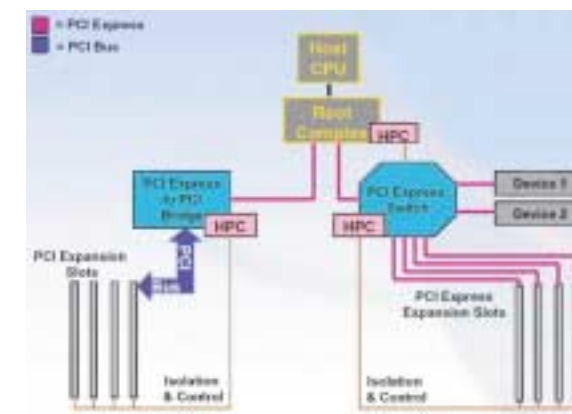 = PCI Express
= PCI Bus
Host
CPU
Root
Complex
HPC
PCI Express
to PCI
Bridge
HPC
PCI Express
Switch
HPC
Device 1
Device 2
PCI Expansion
Slots
PCI
Bus
PCI Express
Expansion Slots
Isolation
& Control
Isolation
& Control